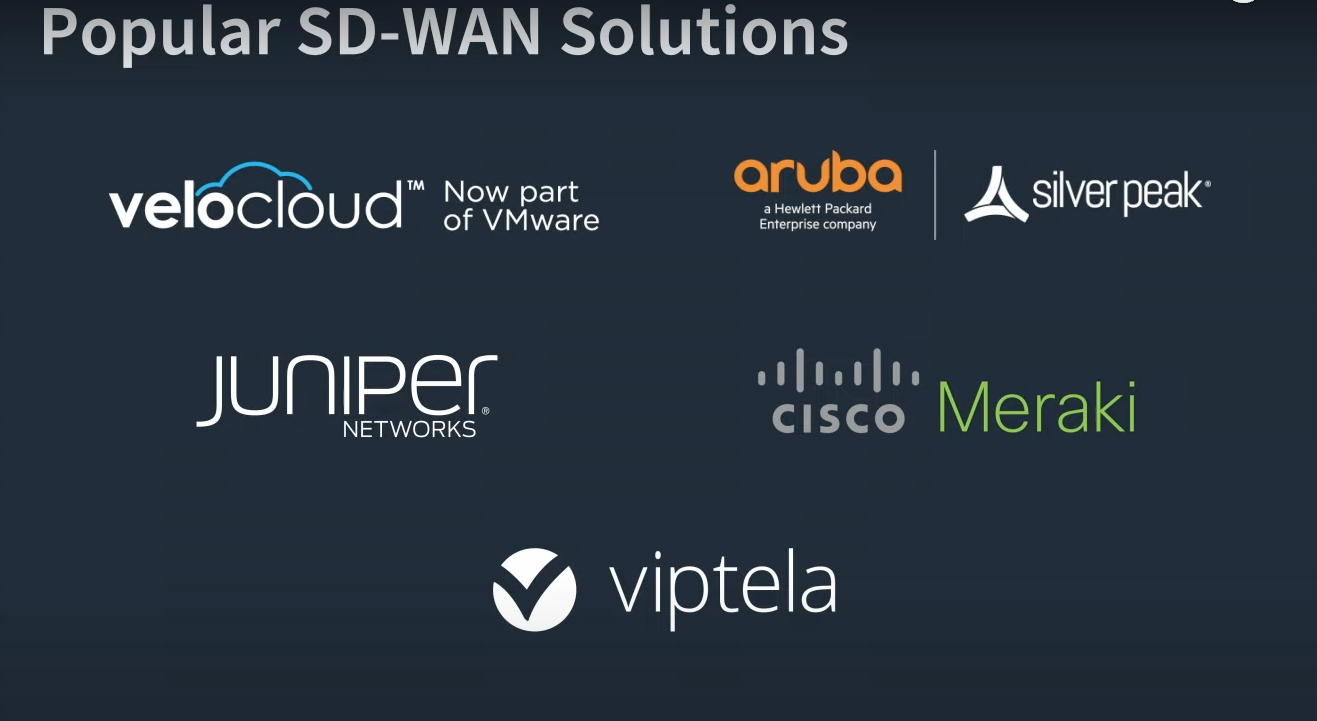 Popular SD-WAN Solutions
velocloud™ Now part
of VMware
aruba
a Hewlett Packard
Enterprise company
silver peak®
JUNIPer®
NETWORKS
CISCO Meraki
viptela